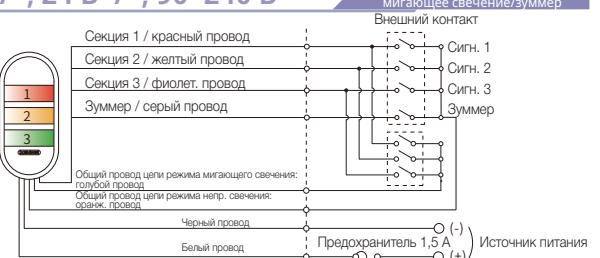 мигающее свечение/зуммер
Внешний контакт
Секция 1 / красный провод
Сигн. 1
Секция 2 / желтый провод
Сигн. 2
Секция 3 / фиолет. провод
Сигн. 3
Зуммер / серый провод
Зуммер
1
2
3
Общий провод цепи режима мигающего свечения:
голубой провод
Общий провод цепи режима непр. свечения:
оранж. провод
Черный провод
(-)
Предохранитель 1,5 А
Источник питания
Белый провод
(+)